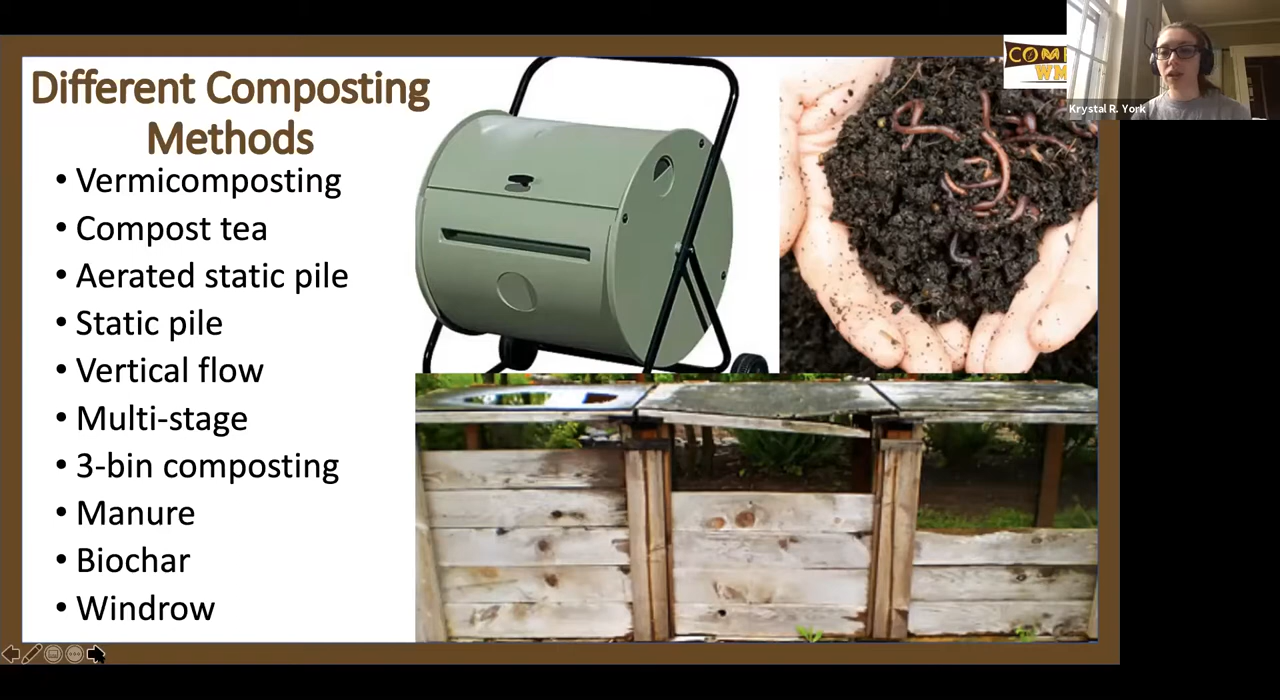 Different Composting
Methods
• Vermicomposting
• Compost tea
• Aerated static pile
• Static pile
• Vertical flow
• Multi-stage
• 3-bin composting
• Manure
• Biochar
• Windrow
Krystal R. York